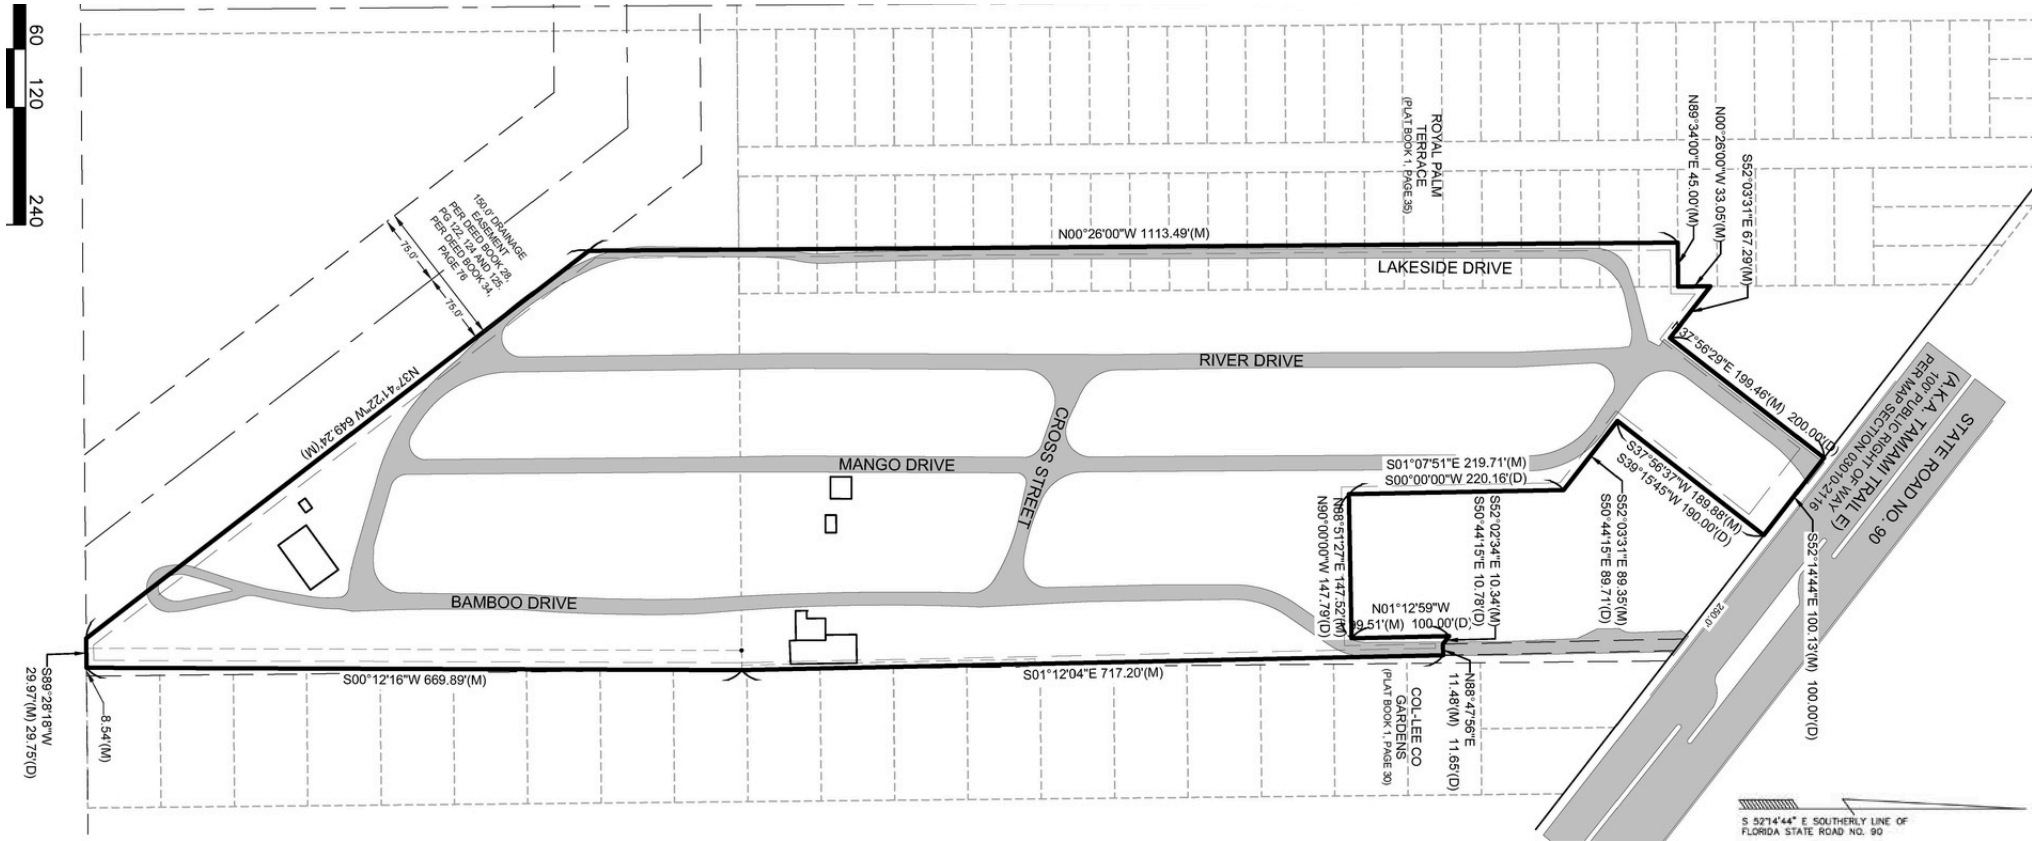 60
120
240
150.0' DRAINAGE
EASEMENT
PER DEED BOOK 28,
PG 122, 124 AND 125.
PER DEED BOOK 34,
PAGE 76
75.0'
75.0'
ROYAL PALM
TERRACE
(PLAT BOOK 1, PAGE 35)
N00°26'00"W 1113.49'(M)
LAKESIDE DRIVE
N89°34'00"E 45.00'(M)
N00°26'00"W 33.05'(M)
S52°03'31"E 67.29'(M)
37°56'29"E 199.46'(M) 200.00'(D)
RIVER DRIVE
N37°41'22"W 649.24'(M)
CROSS STREET
MANGO DRIVE
S01°07'51"E 219.71'(M)
S00°00'00"W 220.16'(D)
S37°56'37"W 189.88'(M)
S39°15'45"W 190.00'(D)
STATE ROAD NO. 90
(A.K.A. TAMIAMI TRAIL E)
100' PUBLIC RIGHT OF WAY
PER MAP SECTION 03010-2116
N88°51'27"E 147.52'(M)
N90°00'00"W 147.79'(D)
S52°02'34"E 10.34'(M)
S50°44'15"E 10.78'(D)
S52°03'31"E 89.35'(M)
S50°44'15"E 89.71'(D)
S52°14'44"E 100.13'(M) 100.00'(D)
250.0'
BAMBOO DRIVE
N01°12'59"W
99.51'(M) 100.00'(D)
S89°28'18"W
29.97'(M) 29.75'(D)
8.54'(M)
S00°12'16"W 669.89'(M)
S01°12'04"E 717.20'(M)
COL-LEE CO
GARDENS
(PLAT BOOK 1, PAGE 30)
N88°47'56"E
11.48'(M) 11.65'(D)
S 52°14'44" E SOUTHERLY LINE OF
FLORIDA STATE ROAD NO. 90